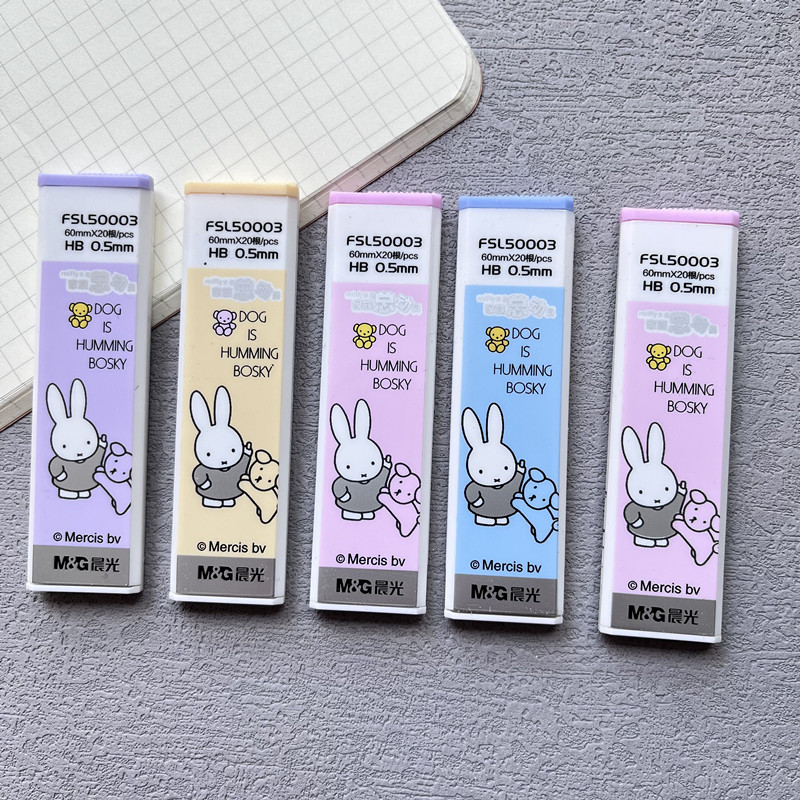 FSL50003
60mmX20根/pcs
HB 0.5mm
DOG
IS
HUMMING
BOSKY
© Mercis bv
M&G晨光
FSL50003
60mmX20根/pcs
HB 0.5mm
DOG
IS
HUMMING
BOSKY
© Mercis bv
M&G晨光
FSL50003
60mmX20根/pcs
HB 0.5mm
DOG
IS
HUMMING
BOSKY
© Mercis bv
M&G晨光
FSL50003
60mmX20根/pcs
HB 0.5mm
DOG
IS
HUMMING
BOSKY
© Mercis bv
M&G晨光
FSL50003
60mmX20根/pcs
HB 0.5mm
DOG
IS
HUMMING
BOSKY
© Mercis bv
M&G晨光